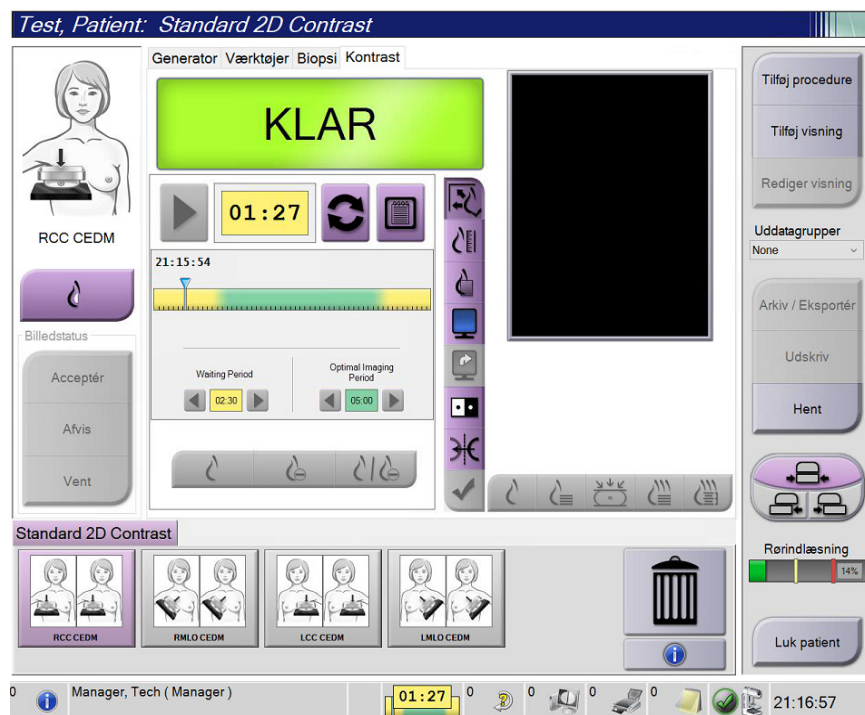 Test, Patient: Standard 2D Contrast
Generator Værktøjer Biopsi Kontrast
KLAR
01:27
21:15:54
Waiting Period
Optimal Imaging
Period
02:30
05:00
RCC CEDM
Billedstatus
Acceptér
Afvis
Vent
Tilføj procedure
Tilføj visning
Rediger visning
Uddatagrupper
None
Arkiv / Eksportér
Udskriv
Hent
Rørindlæsning
14%
Luk patient
Standard 2D Contrast
RCC CEDM
RMLO CEDM
LCC CEDM
LMLO CEDM
0
Manager, Tech ( Manager )
01:27
0
0
0
0
21:16:57